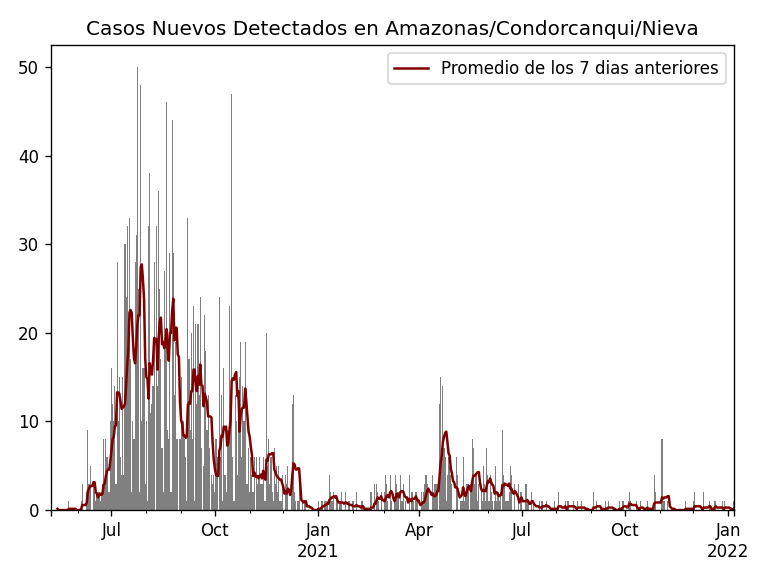 Casos Nuevos Detectados en Amazonas/Condorcanqui/Nieva
Promedio de los 7 dias anteriores
50
40
30
20
10
0
Jul
Oct
Jan
2021
Apr
Jul
Oct
Jan
2022